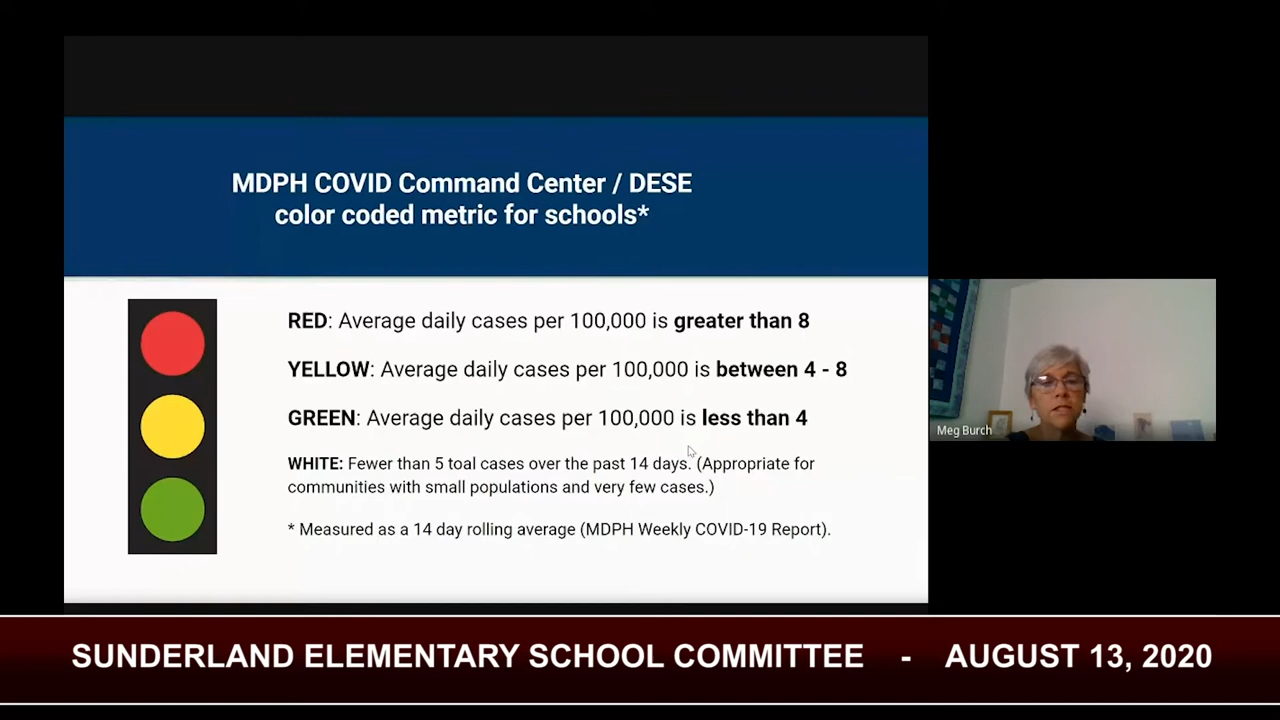 MDPH COVID Command Center / DESE
color coded metric for schools*
RED: Average daily cases per 100,000 is greater than 8
YELLOW: Average daily cases per 100,000 is between 4 - 8
GREEN: Average daily cases per 100,000 is less than 4
WHITE: Fewer than 5 toal cases over the past 14 days. (Appropriate for
communities with small populations and very few cases.)
* Measured as a 14 day rolling average (MDPH Weekly COVID-19 Report).
Meg Burch
SUNDERLAND ELEMENTARY SCHOOL COMMITTEE - AUGUST 13, 2020